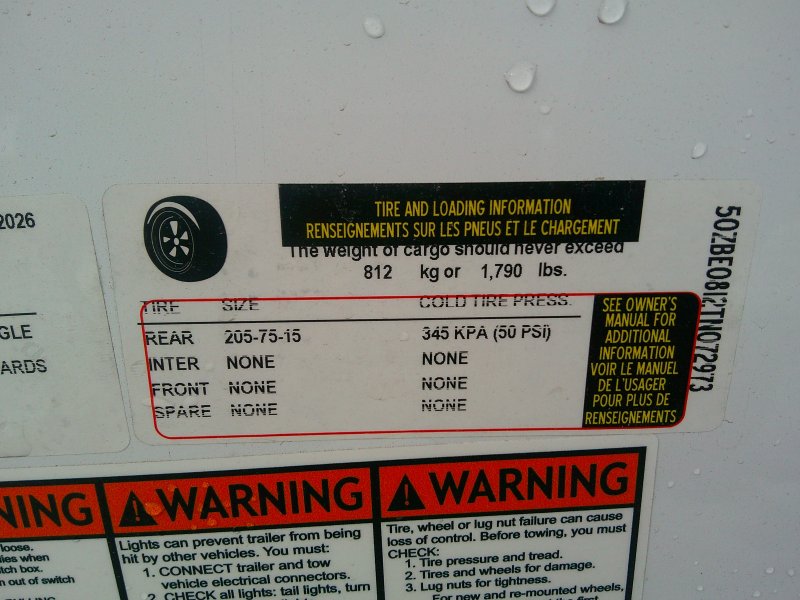 2026
GLE
ARDS
TIRE AND LOADING INFORMATION
RENSEIGNEMENTS SUR LES PNEUS ET LE CHARGEMENT
The weight of cargo should never exceed
812 kg or 1,790 lbs.
TIRE SIZE COLD TIRE PRESS.
REAR 205-75-15 345 KPA (50 PSI)
INTER NONE NONE
FRONT NONE NONE
SPARE NONE NONE
SEE OWNER'S
MANUAL FOR
ADDITIONAL
INFORMATION
VOIR LE MANUEL
DE L'USAGER
POUR PLUS DE
RENSEIGNEMENTS
NING
loose.
ies when
tch box.
n out of switch
WARNING
Lights can prevent trailer from being
hit by other vehicles. You must:
1. CONNECT trailer and tow
vehicle electrical connectors.
2. CHECK all lights: tail lights, turn
WARNING
Tire, wheel or lug nut failure can cause
loss of control. Before towing, you must
CHECK:
1. Tire pressure and tread.
2. Tires and wheels for damage.
3. Lug nuts for tightness.
For new and re-mounted wheels,